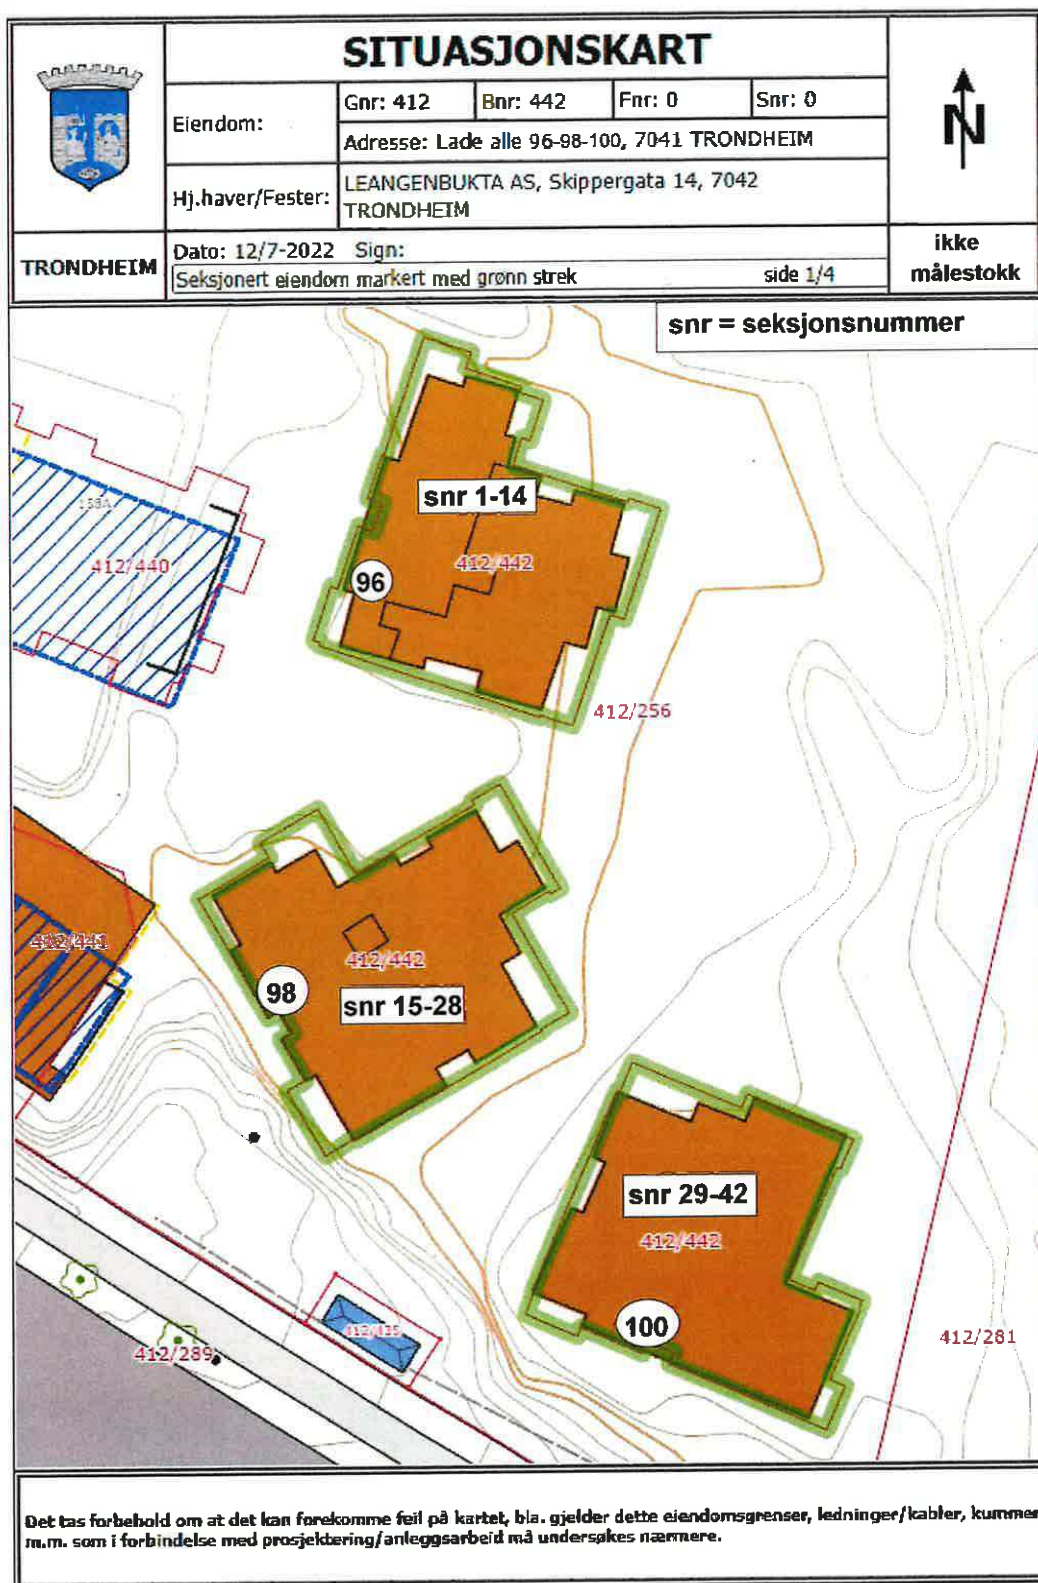 SITUASJONSKART
Eiendom:
Gnr: 412
Bnr: 442
Fnr: 0
Snr: 0
Adresse: Lade alle 96-98-100, 7041 TRONDHEIM
Hj.haver/Fester:
LEANGENBUKTA AS, Skippergata 14, 7042
TRONDHEIM
N
TRONDHEIM
Dato: 12/7-2022 Sign:
Seksjonert eiendom markert med grønn strek
side 1/4
ikke
målestokk
snr = seksjonsnummer
snr 1-14
412/440
412/442
96
412/256
412/441
412/442
98
snr 15-28
snr 29-42
412/442
100
412/435
412/281
412/289
Det tas forbehold om at det kan forekomme feil på kartet, bla. gjelder dette eiendomsgrenser, ledninger/kabler, kummer
m.m. som i forbindelse med prosjektering/anleggsarbeid må undersøkes nærmere.